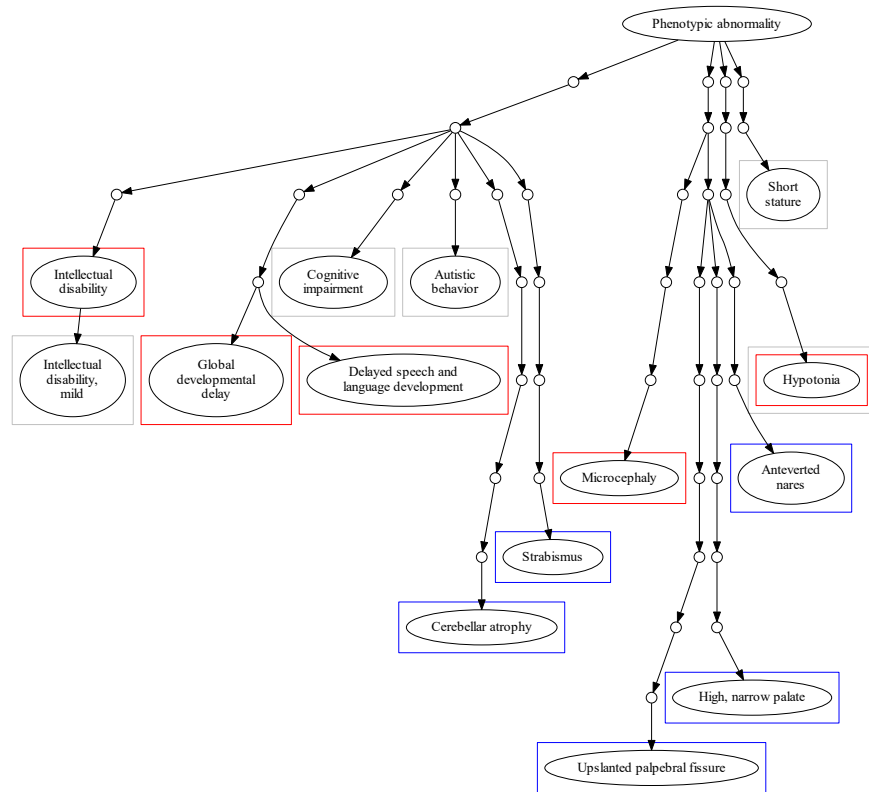 Phenotypic abnormality
Short
stature
Intellectual
disability
Cognitive
impairment
Autistic
behavior
Intellectual
disability,
mild
Global
developmental
delay
Delayed speech and
language development
Hypotonia
Microcephaly
Anteverted
nares
Strabismus
Cerebellar atrophy
High, narrow palate
Upslanted palpebral fissure